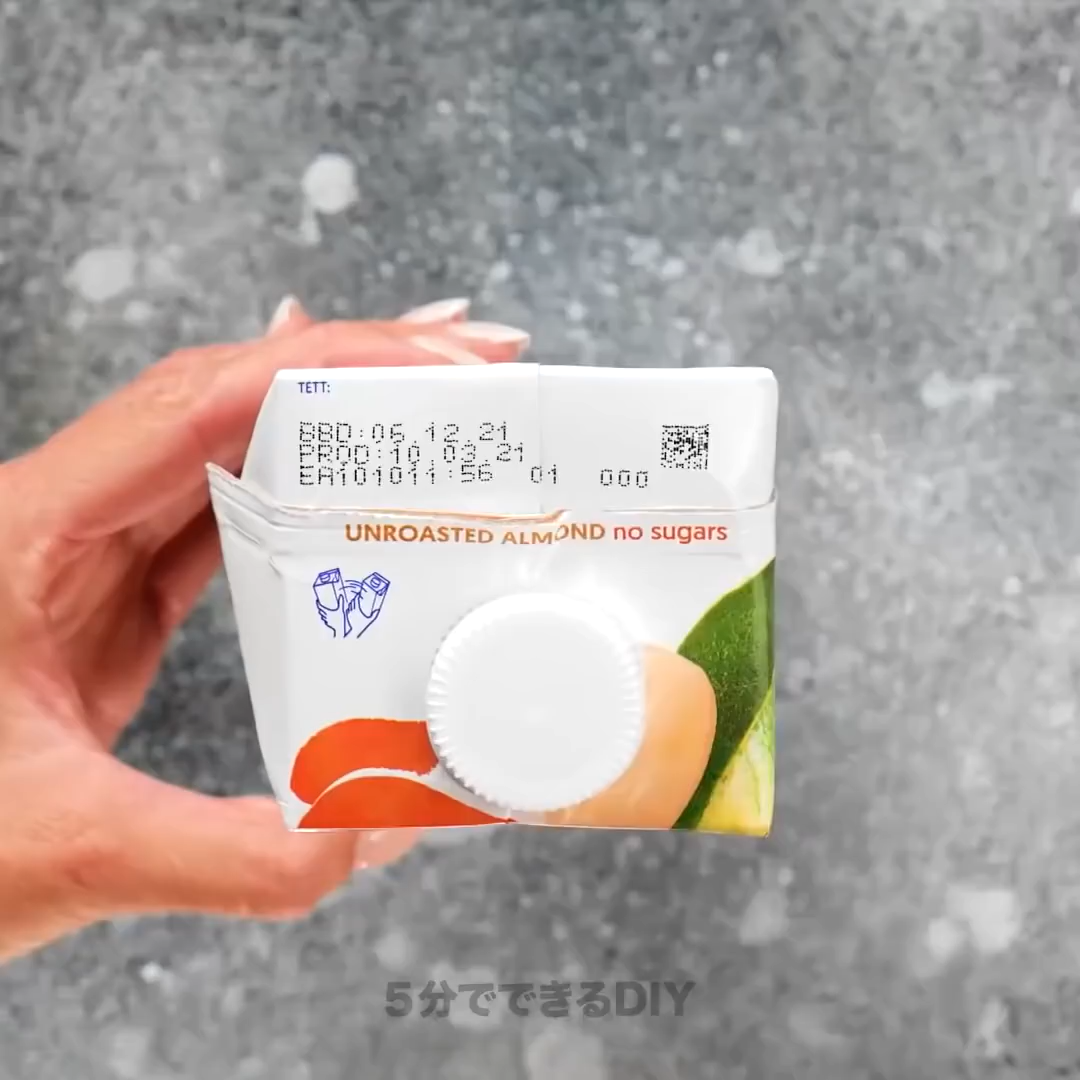 TETT:
BBD:05.12.21
PROD:10.03.21
EA101011:56 01 000
UNROASTED ALMOND no sugars
5分でできるDIY